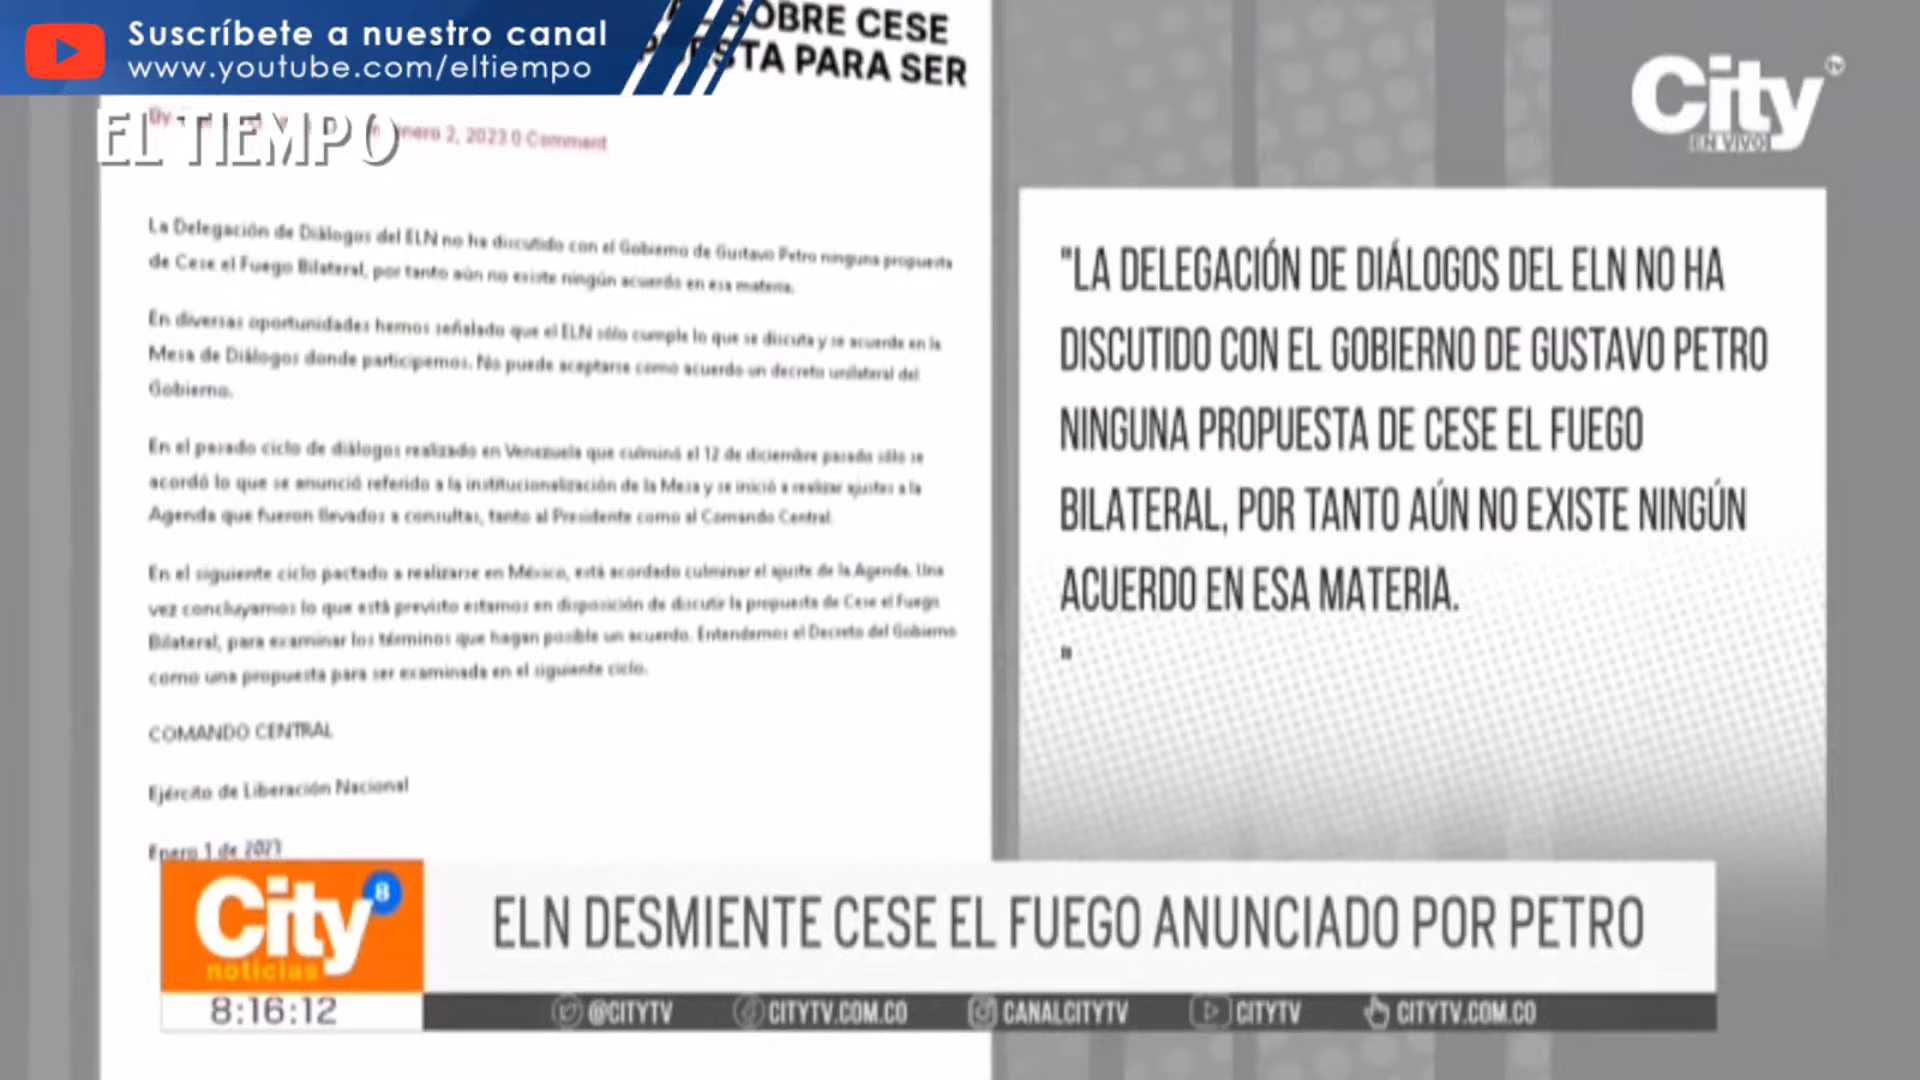 Suscríbete a nuestro canal
www.youtube.com/eltiempo
SOBRE CESE
PARA SER
EL TIEMPO
By
enero 2, 2023 0 Comment
La Delegación de Diálogos del ELN no ha discutido con el Gobierno de Gustavo Petro ninguna propuesta
de Cese el Fuego Bilateral, por tanto aún no existe ningún acuerdo en esa materia.
En diversas oportunidades hemos señalado que el ELN sólo cumple lo que se discuta y se acuerde en la
Mesa de Diálogos donde participemos. No puede aceptarse como acuerdo un decreto unilateral del
Gobierno.
En el pasado ciclo de diálogos realizado en Venezuela que culminó el 12 de diciembre pasado sólo se
acordó lo que se anunció referido a la institucionalización de la Mesa y se inició a realizar ajustes a la
Agenda que fueron llevados a consultas, tanto al Presidente como al Comando Central.
En el siguiente ciclo pactado a realizarse en México, está acordado culminar el ajuste de la Agenda. Una
vez concluyamos lo que está previsto estamos en disposición de discutir la propuesta de Cese el Fuego
Bilateral, para examinar los términos que hagan posible un acuerdo. Entendemos el Decreto del Gobierno
como una propuesta para ser examinada en el siguiente ciclo.
COMANDO CENTRAL
Ejército de Liberación Nacional
Enero 1 de 2023
City tv
EN VIVO
"LA DELEGACIÓN DE DIÁLOGOS DEL ELN NO HA
DISCUTIDO CON EL GOBIERNO DE GUSTAVO PETRO
NINGUNA PROPUESTA DE CESE EL FUEGO
BILATERAL, POR TANTO AÚN NO EXISTE NINGÚN
ACUERDO EN ESA MATERIA.
"
City 8
noticias
ELN DESMIENTE CESE EL FUEGO ANUNCIADO POR PETRO
8:16:12
@CITYTV
CITYTV.COM.CO
CANALCITYTV
CITYTV
CITYTV.COM.CO